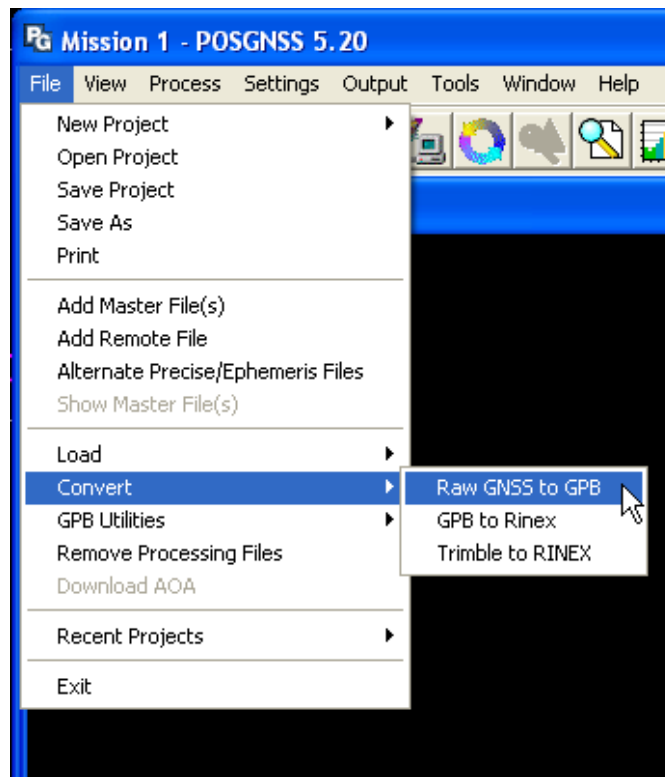 PG Mission 1 - POSGNSS 5.20
File View Process Settings Output Tools Window Help
New Project
Open Project
Save Project
Save As
Print
Add Master File(s)
Add Remote File
Alternate Precise/Ephemeris Files
Show Master File(s)
Load
Convert
Raw GNSS to GPB
GPB Utilities
GPB to Rinex
Remove Processing Files
Trimble to RINEX
Download AOA
Recent Projects
Exit